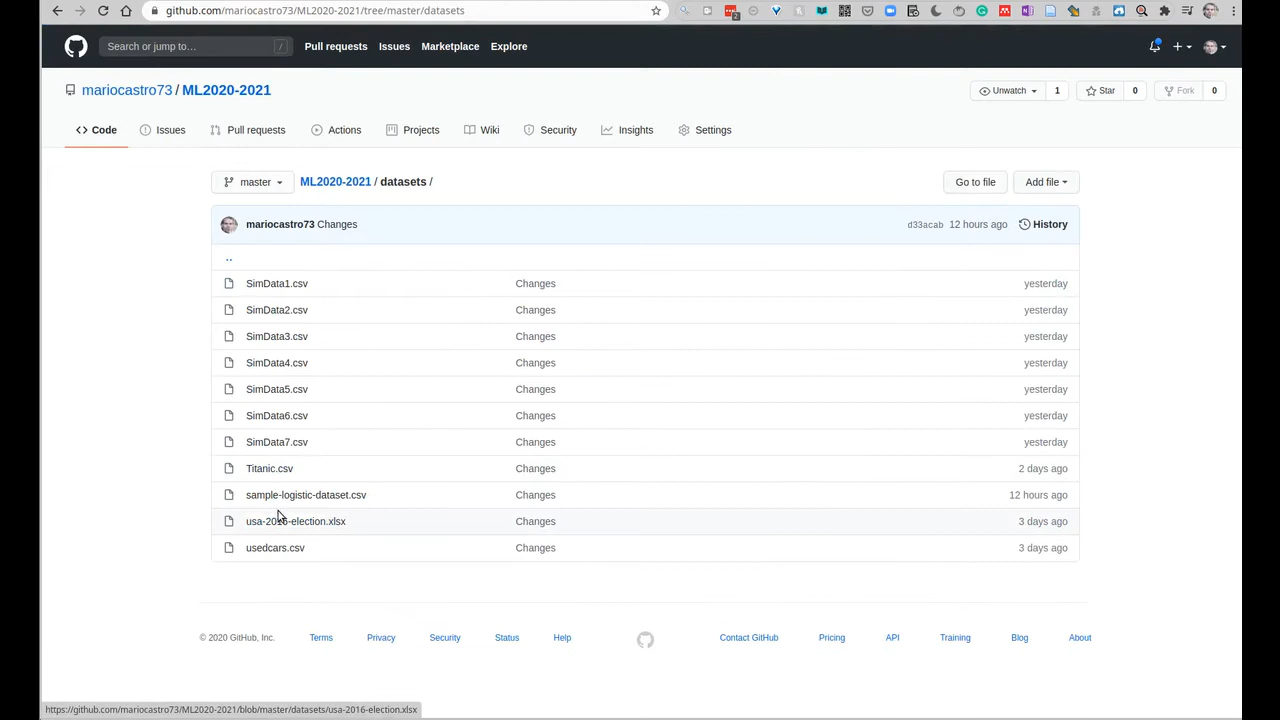 github.com/mariocastro73/ML2020-2021/tree/master/datasets
2
Search or jump to… / Pull requests Issues Marketplace Explore
mariocastro73 / ML2020-2021 Unwatch 1 Star 0 Fork 0
Code Issues Pull requests Actions Projects Wiki Security Insights Settings
master ML2020-2021 / datasets / Go to file Add file
mariocastro73 Changes d33acab 12 hours ago History
..
SimData1.csv Changes yesterday
SimData2.csv Changes yesterday
SimData3.csv Changes yesterday
SimData4.csv Changes yesterday
SimData5.csv Changes yesterday
SimData6.csv Changes yesterday
SimData7.csv Changes yesterday
Titanic.csv Changes 2 days ago
sample-logistic-dataset.csv Changes 12 hours ago
usa-2016-election.xlsx Changes 3 days ago
usedcars.csv Changes 3 days ago
© 2020 GitHub, Inc. Terms Privacy Security Status Help Contact GitHub Pricing API Training Blog About
https://github.com/mariocastro73/ML2020-2021/blob/master/datasets/usa-2016-election.xlsx